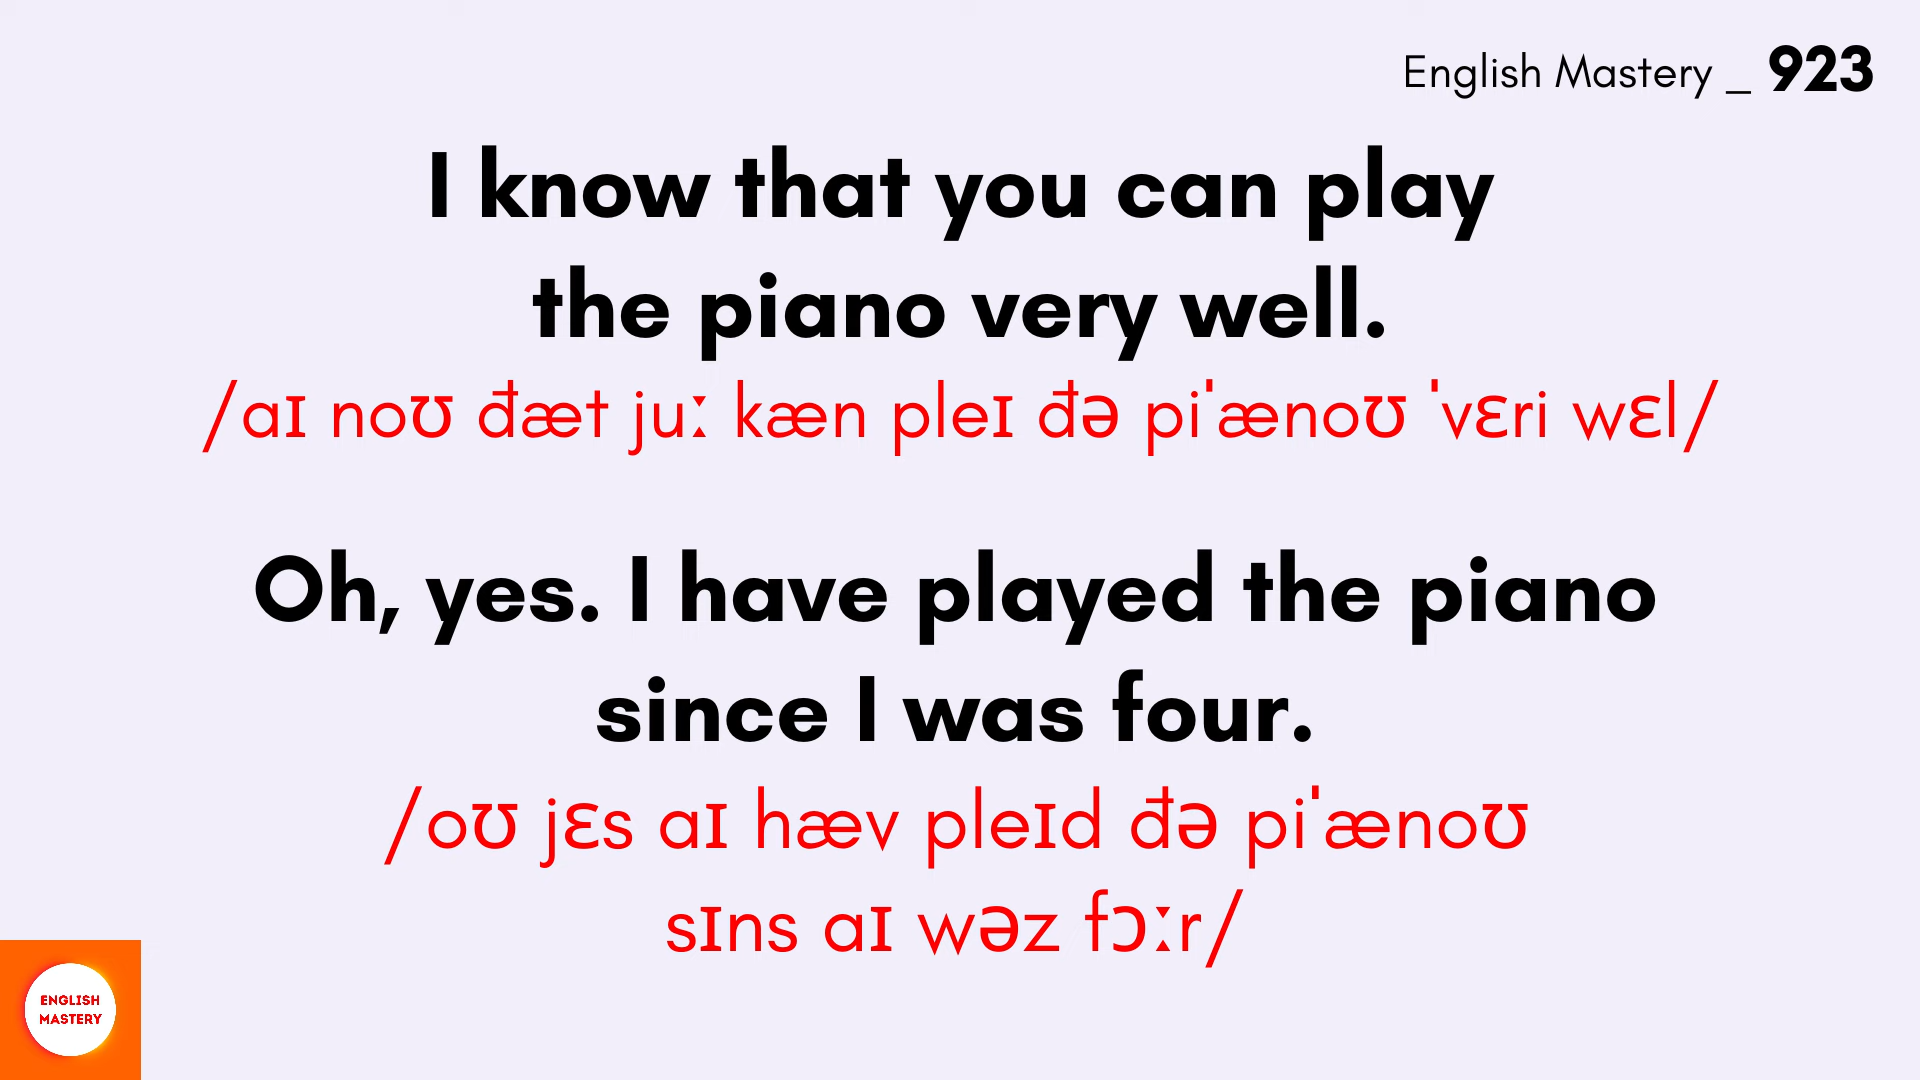 English Mastery _ 923
I know that you can play
the piano very well.
/aɪ noʊ đæt juː kæn pleɪ đə piˈænoʊ ˈvɛri wɛl/
Oh, yes. I have played the piano
since I was four.
/oʊ jɛs aɪ hæv pleɪd đə piˈænoʊ
sɪns aɪ wəz fɔːr/
ENGLISH
MASTERY